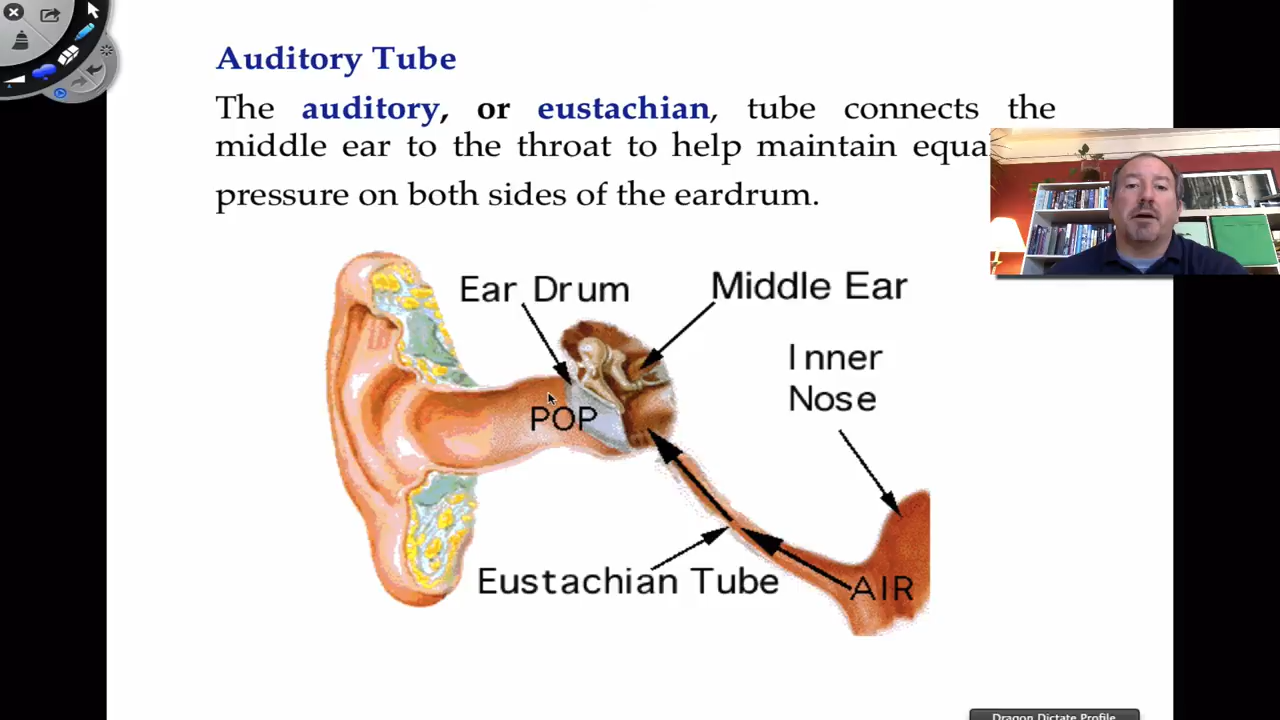 Auditory Tube
The auditory, or eustachian, tube connects the
middle ear to the throat to help maintain equa
pressure on both sides of the eardrum.
Ear Drum
Middle Ear
Inner
Nose
POP
Eustachian Tube
AIR
Dragon Dictate Profile